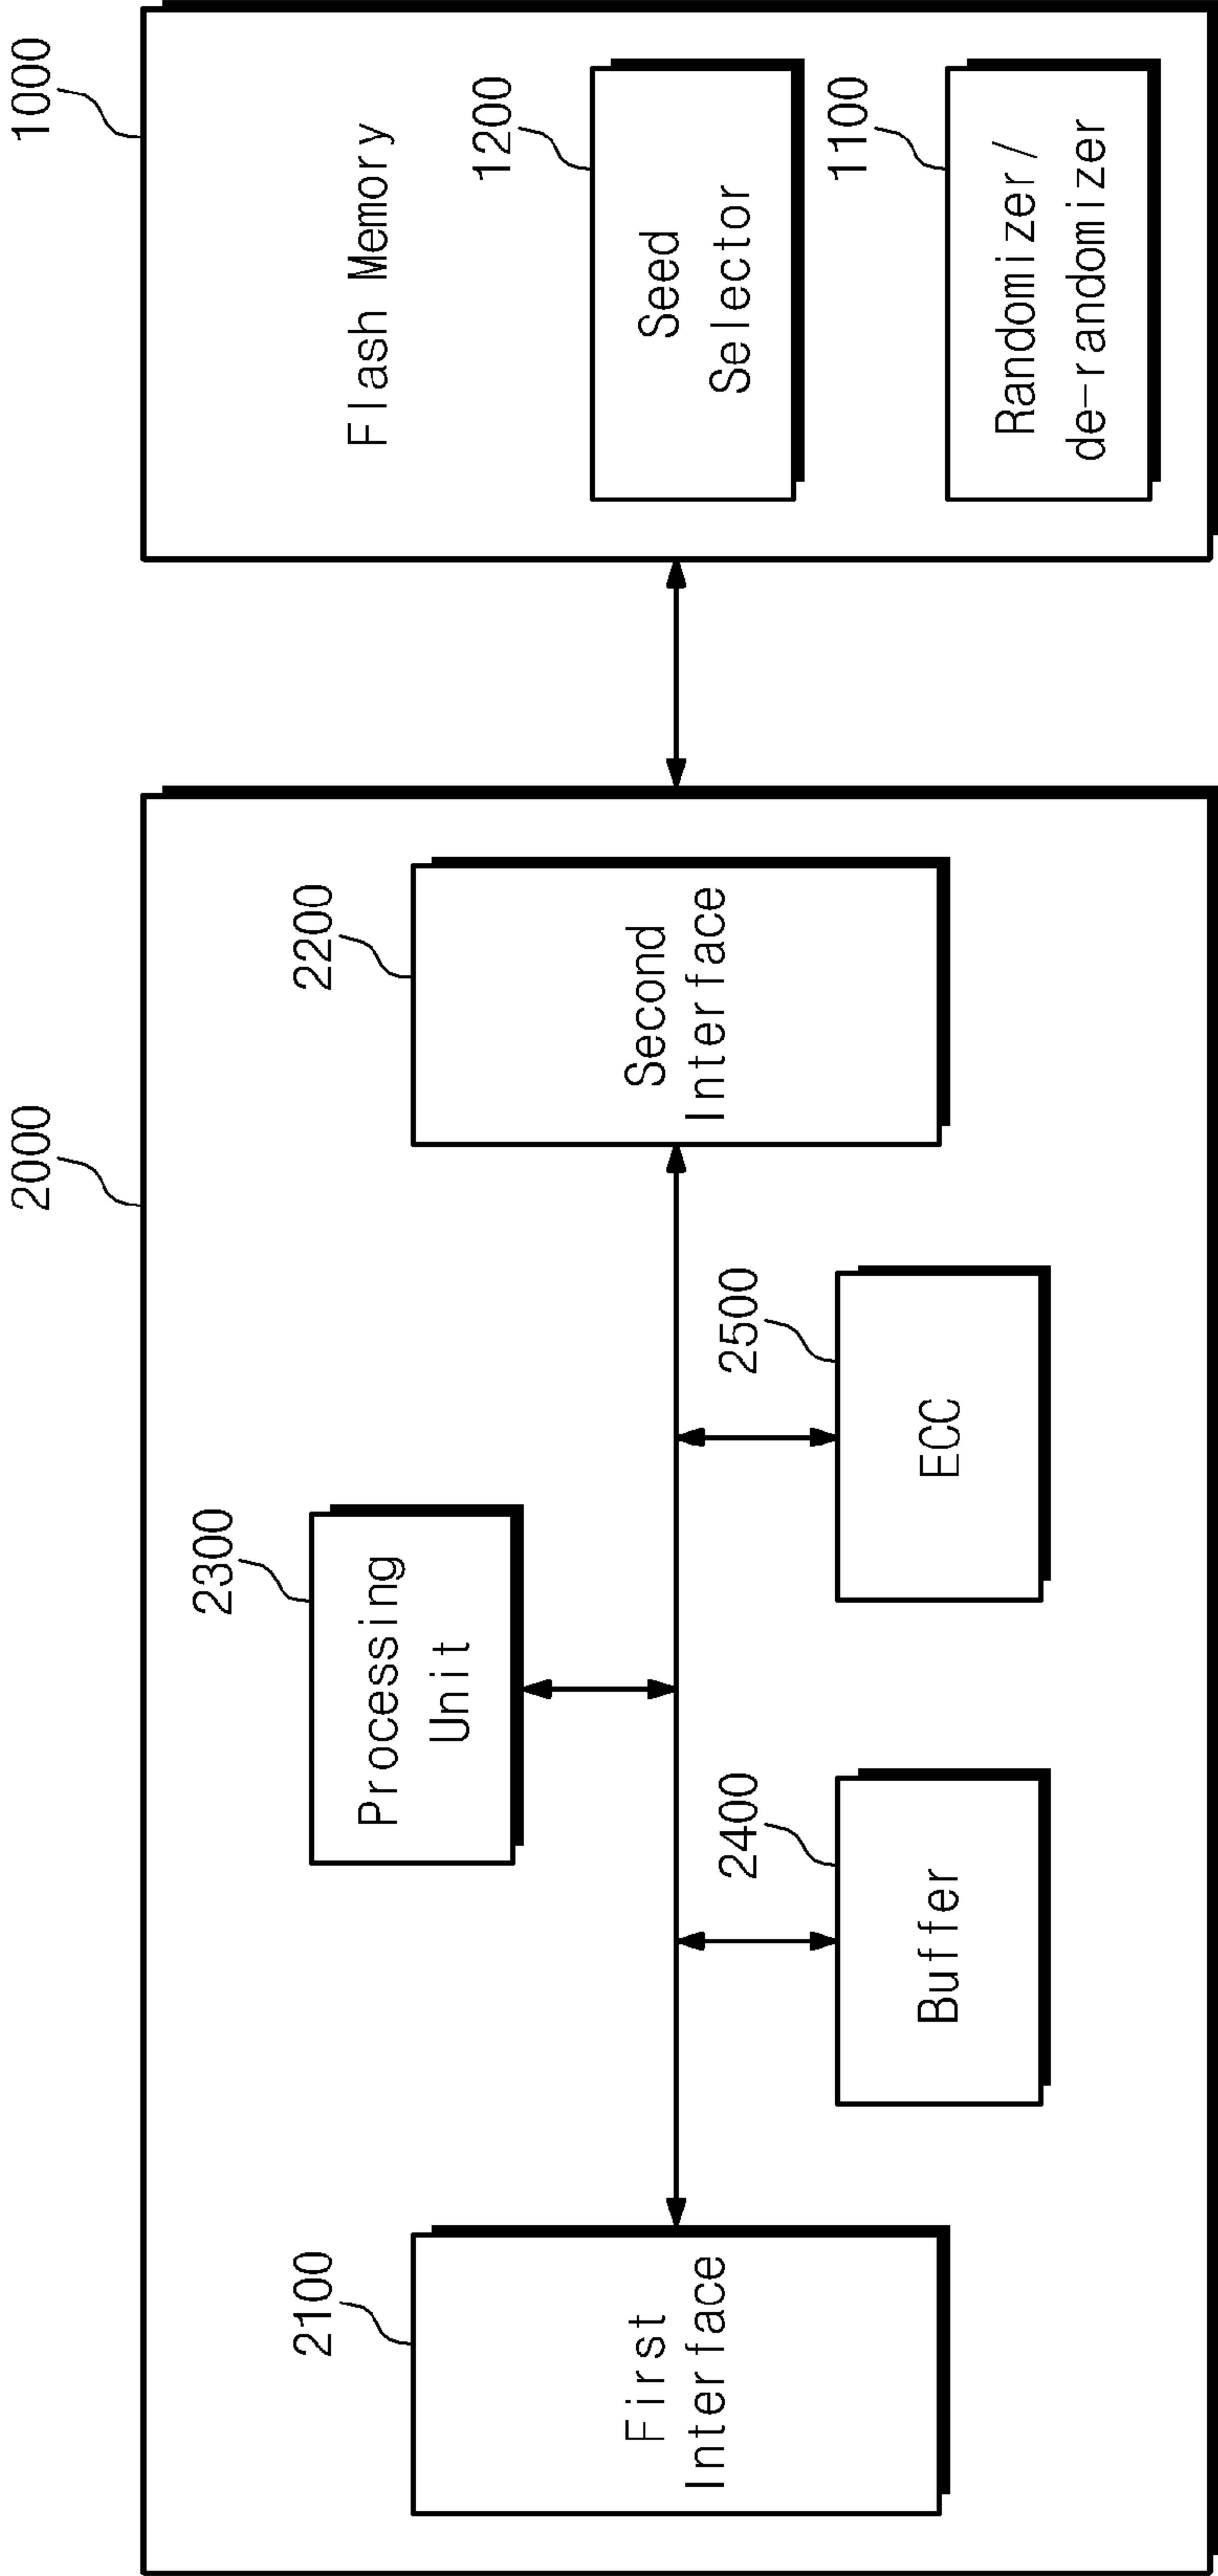 2000
2100
First
Interface
2300
Processing
Unit
2400
Buffer
2500
ECC
2200
Second
Interface
1000
Flash Memory
1200
Seed
Selector
1100
Randomizer/
de-randomizer